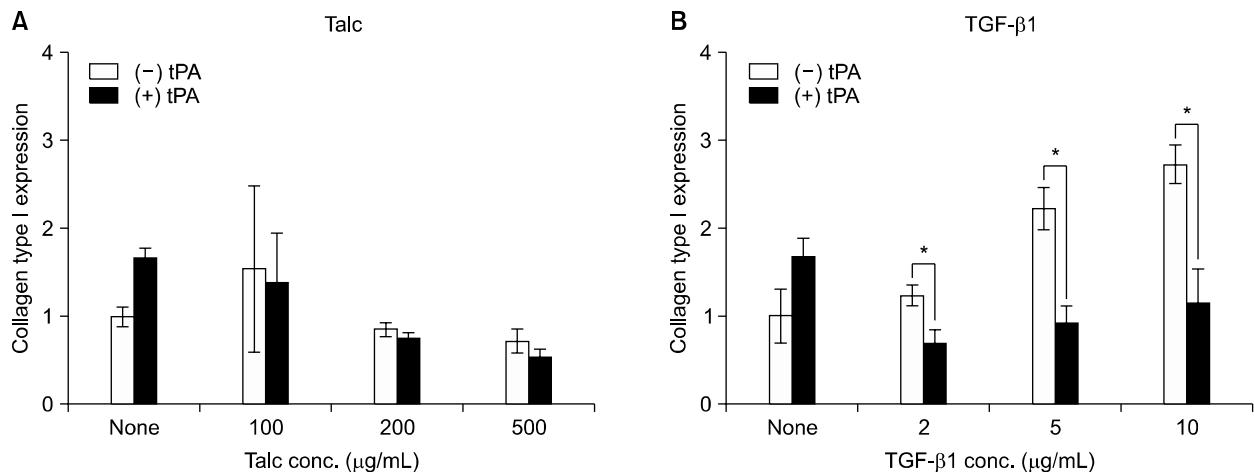 A
Talc
Collagen type I expression
4
3
2
1
0
(−) tPA
(+) tPA
None
100
200
500
Talc conc. (μg/mL)
B
TGF-β1
Collagen type I expression
4
3
2
1
0
(−) tPA
(+) tPA
*
*
*
None
2
5
10
TGF-β1 conc. (μg/mL)